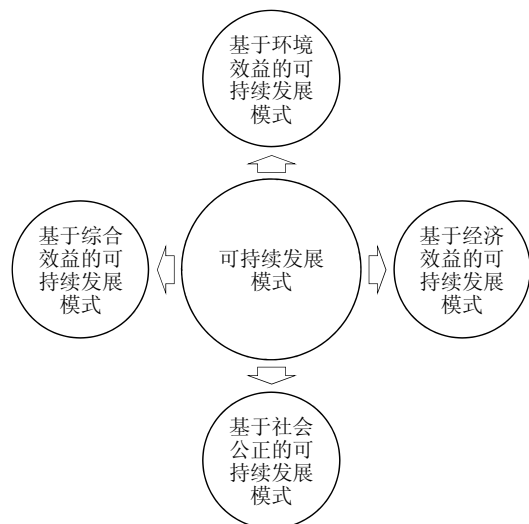 基于环境
效益的可
持续发展
模式
基于综合
效益的可
持续发展
模式
可持续发展
模式
基于经济
效益的可
持续发展
模式
基于社会
公正的可
持续发展
模式